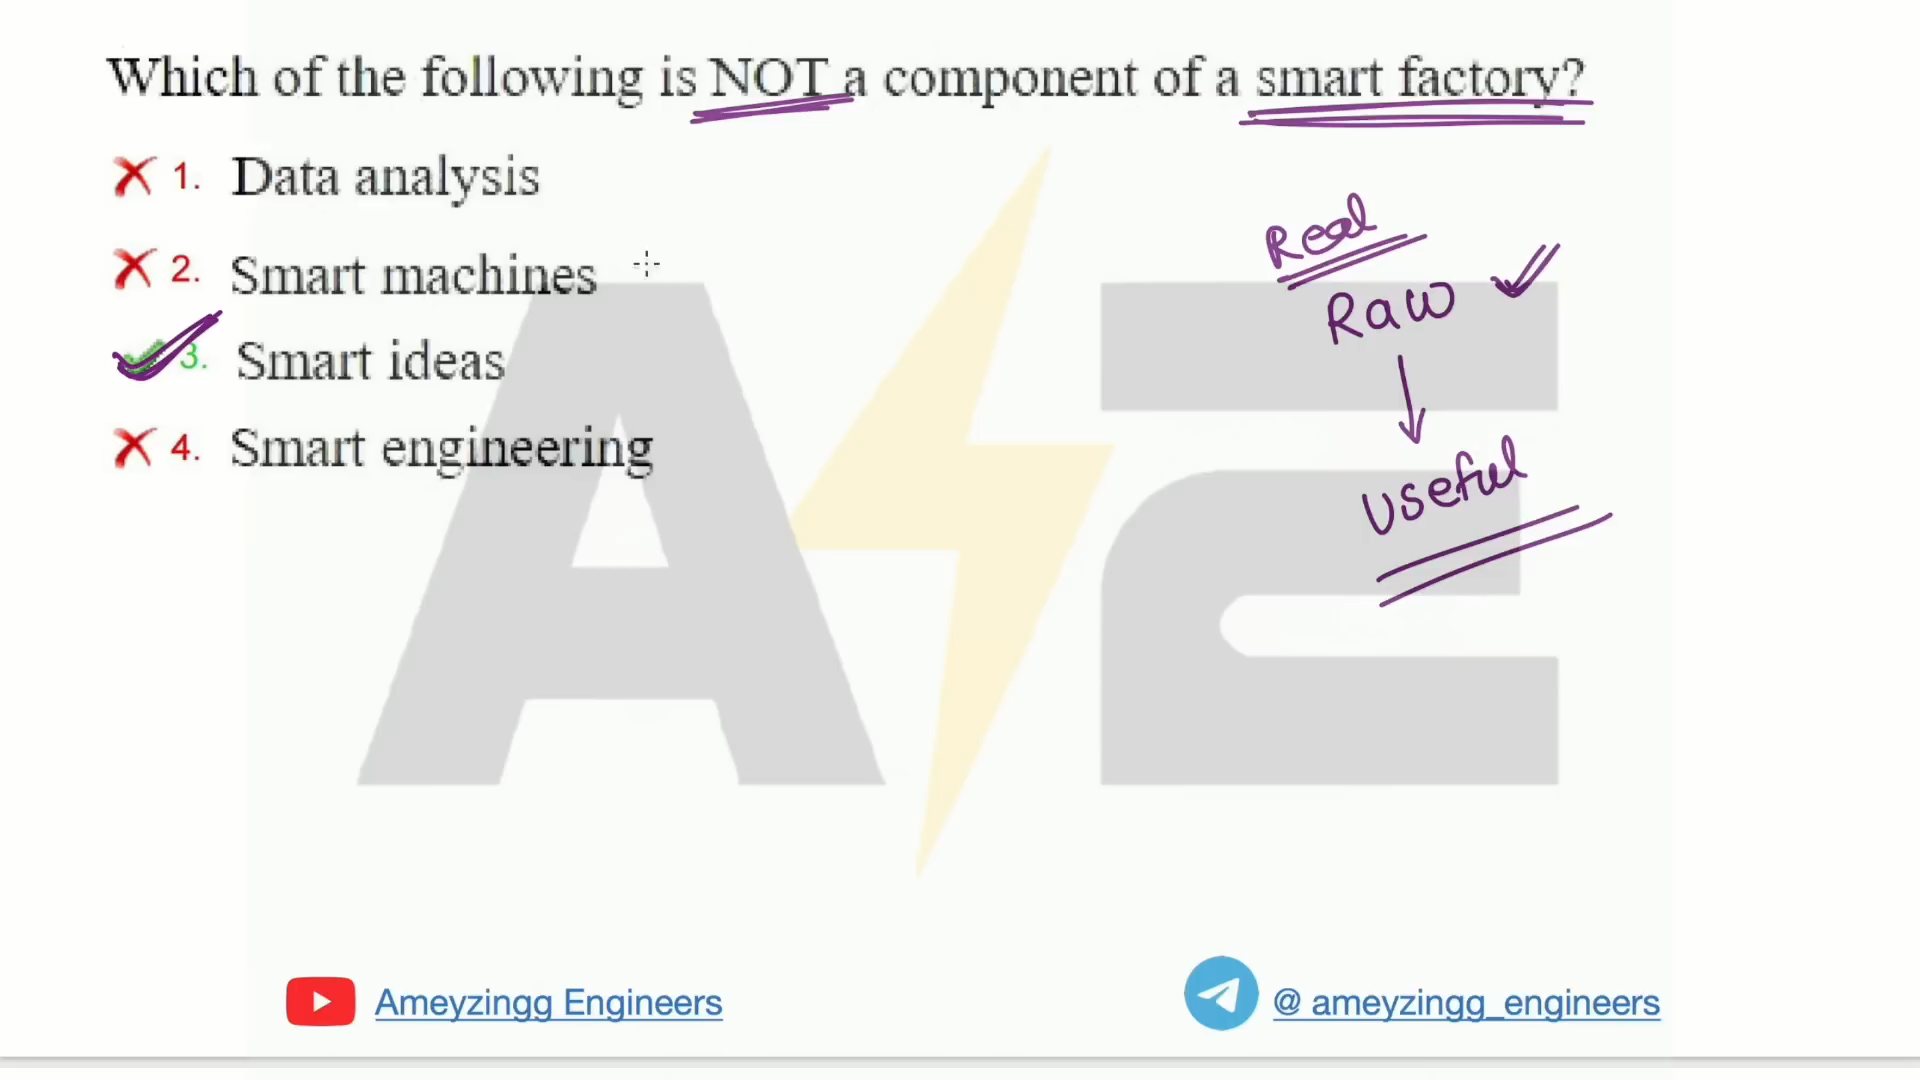 Which of the following is NOT a component of a smart factory?
1. Data analysis
2. Smart machines
3. Smart ideas
4. Smart engineering
Real
Raw
Useful
Ameyzingg Engineers
@ ameyzingg_engineers